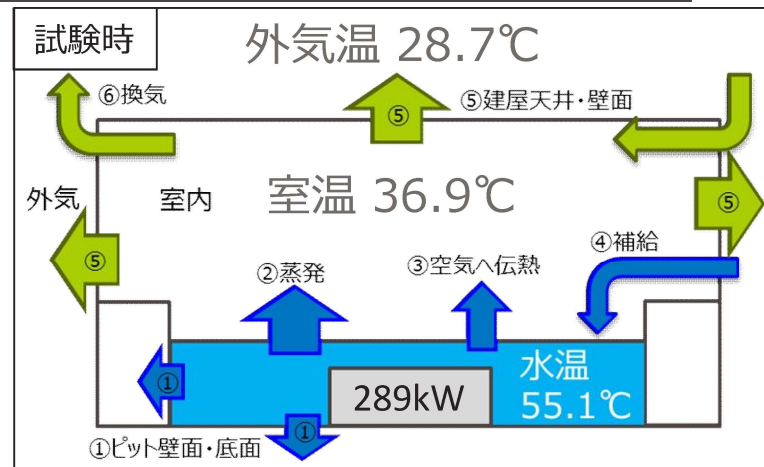 試験時
外気温 28.7℃
⑥換気
⑤建屋天井・壁面
⑤
外気
室内
室温 36.9℃
⑤
⑤
②蒸発
③空気へ伝熱
④補給
①
289kW
水温
55.1℃
①
①ピット壁面・底面